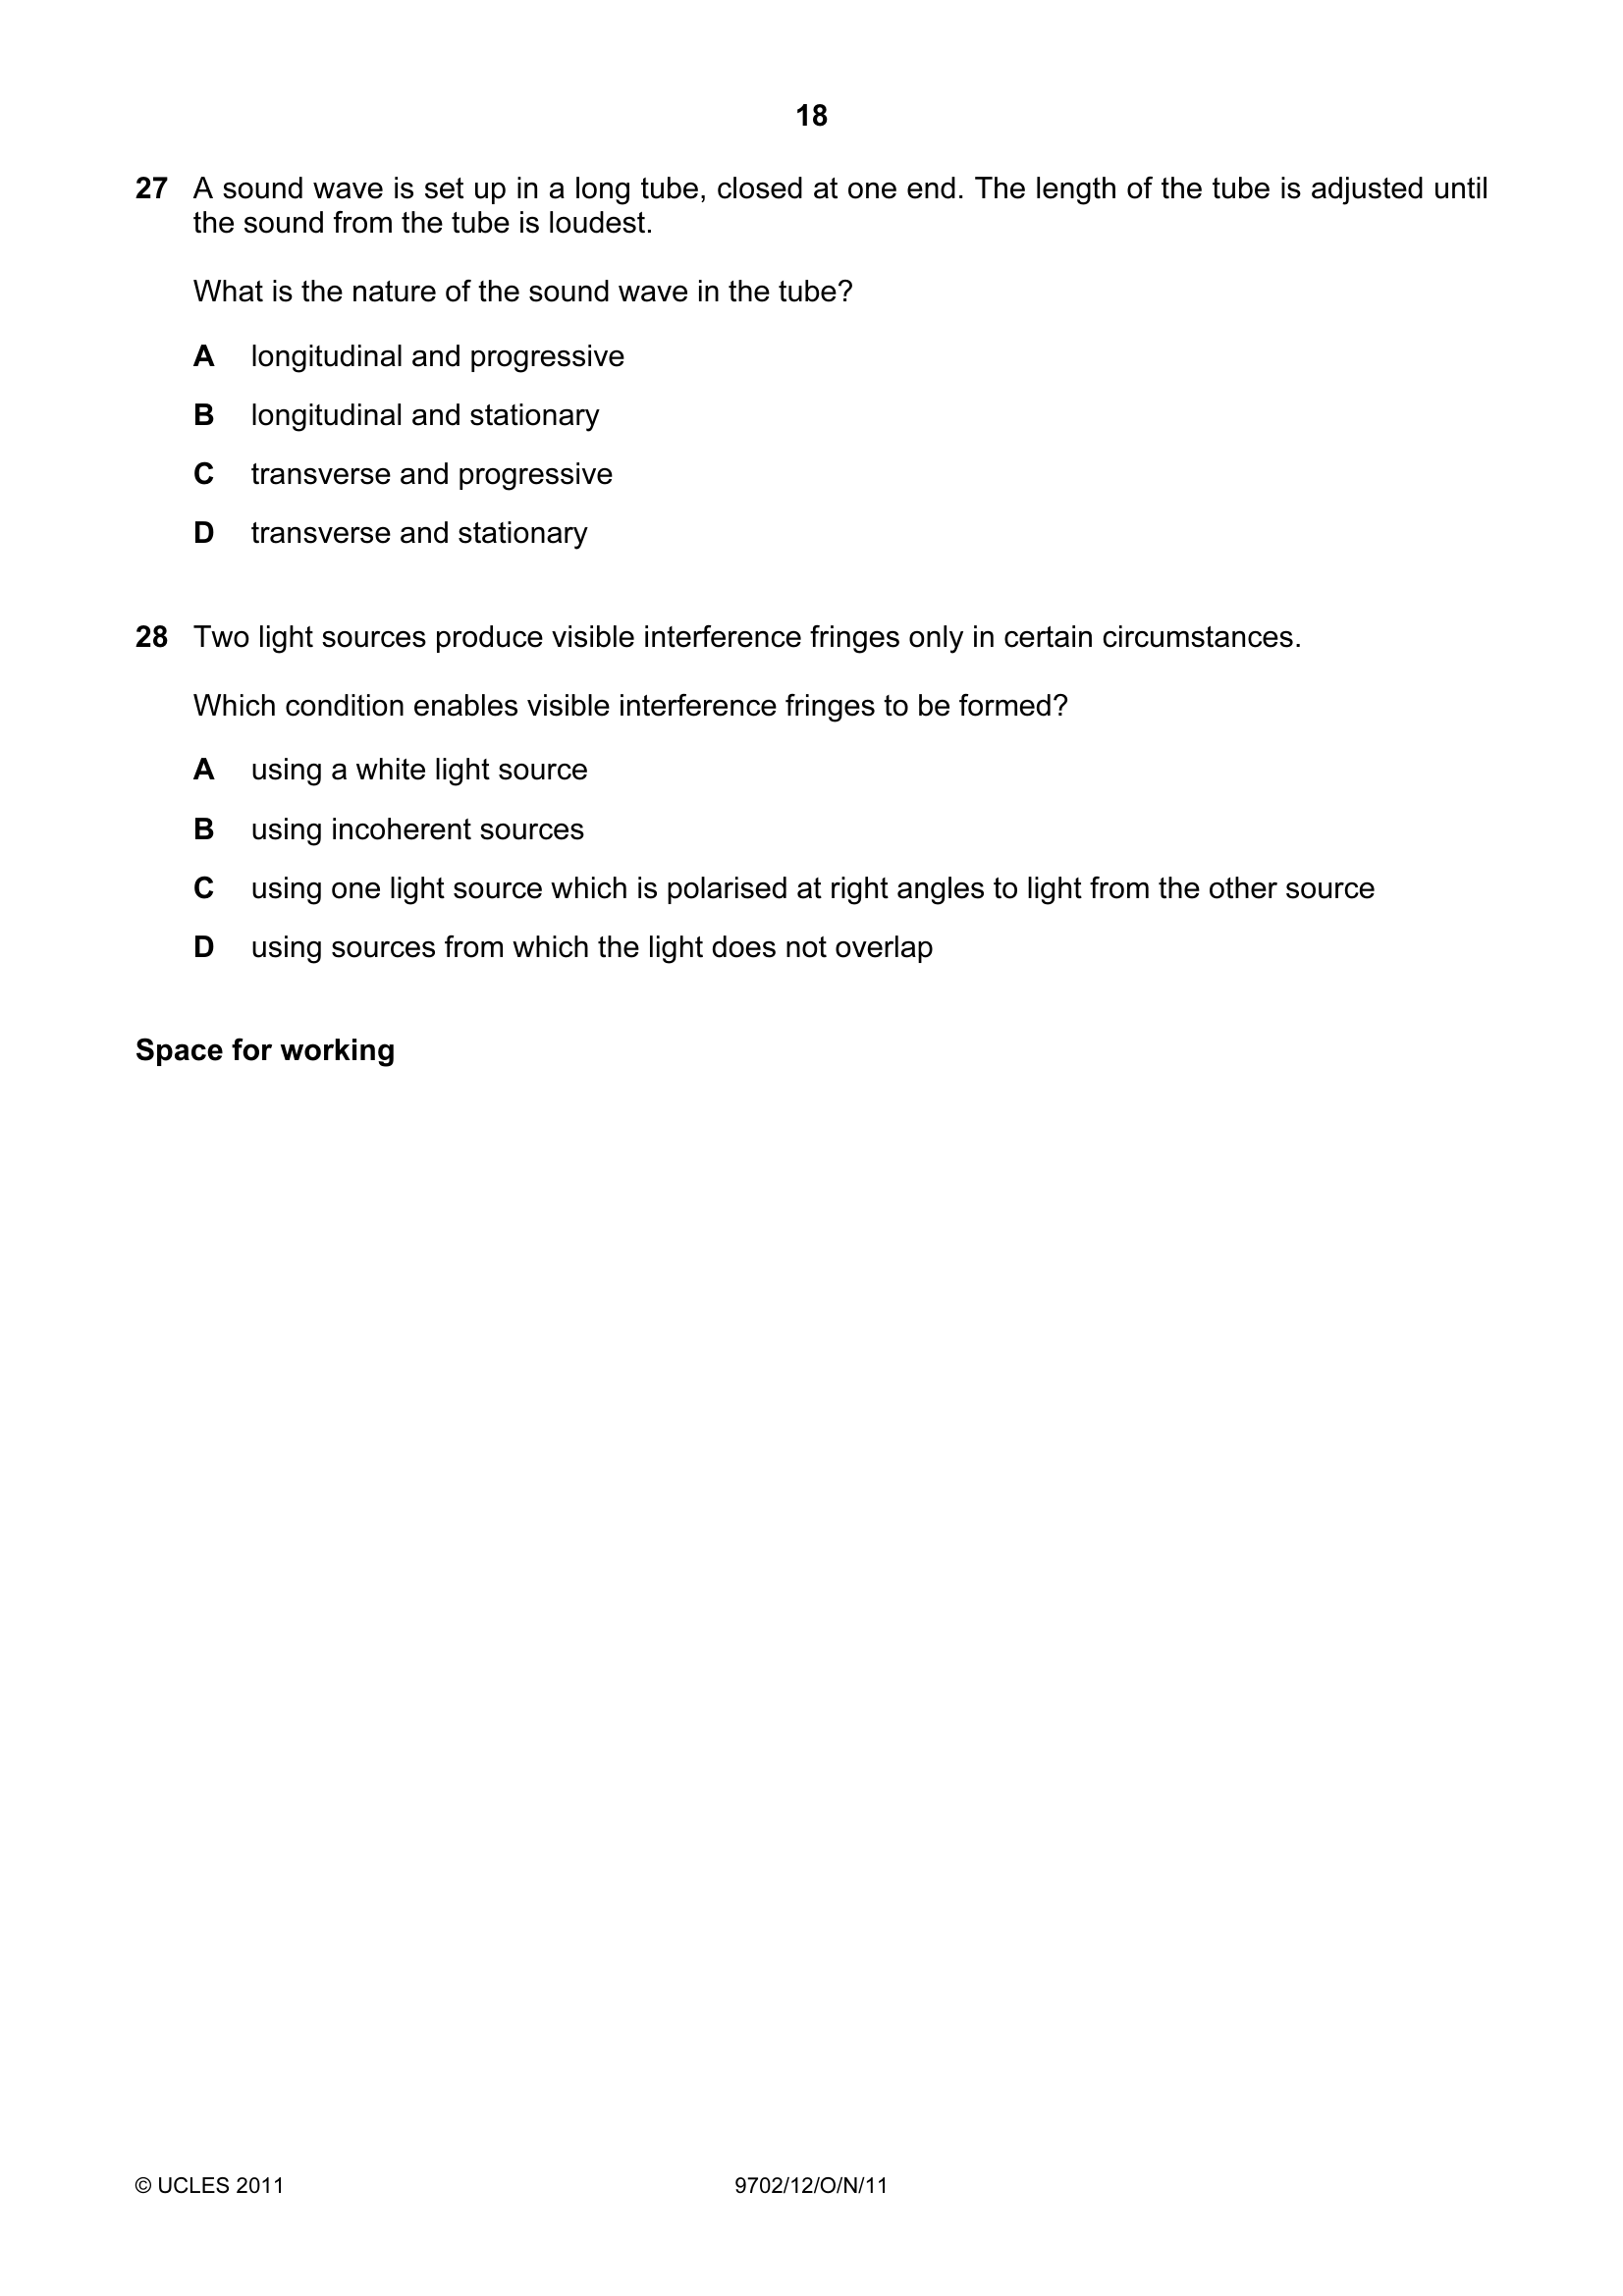 18
27 A sound wave is set up in a long tube, closed at one end. The length of the tube is adjusted until
the sound from the tube is loudest.
What is the nature of the sound wave in the tube?
A longitudinal and progressive
B longitudinal and stationary
C transverse and progressive
D transverse and stationary
28 Two light sources produce visible interference fringes only in certain circumstances.
Which condition enables visible interference fringes to be formed?
A using a white light source
B using incoherent sources
C using one light source which is polarised at right angles to light from the other source
D using sources from which the light does not overlap
Space for working
© UCLES 2011 9702/12/O/N/11